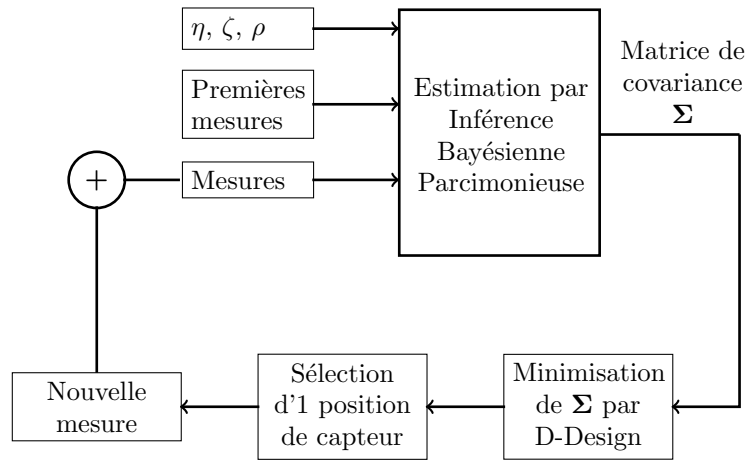 η, ζ, ρ
Premières
mesures
Mesures
+
Estimation par
Inférence
Bayésienne
Parcimonieuse
Matrice de
covariance
Σ
Minimisation
de Σ par
D-Design
Sélection
d'1 position
de capteur
Nouvelle
mesure